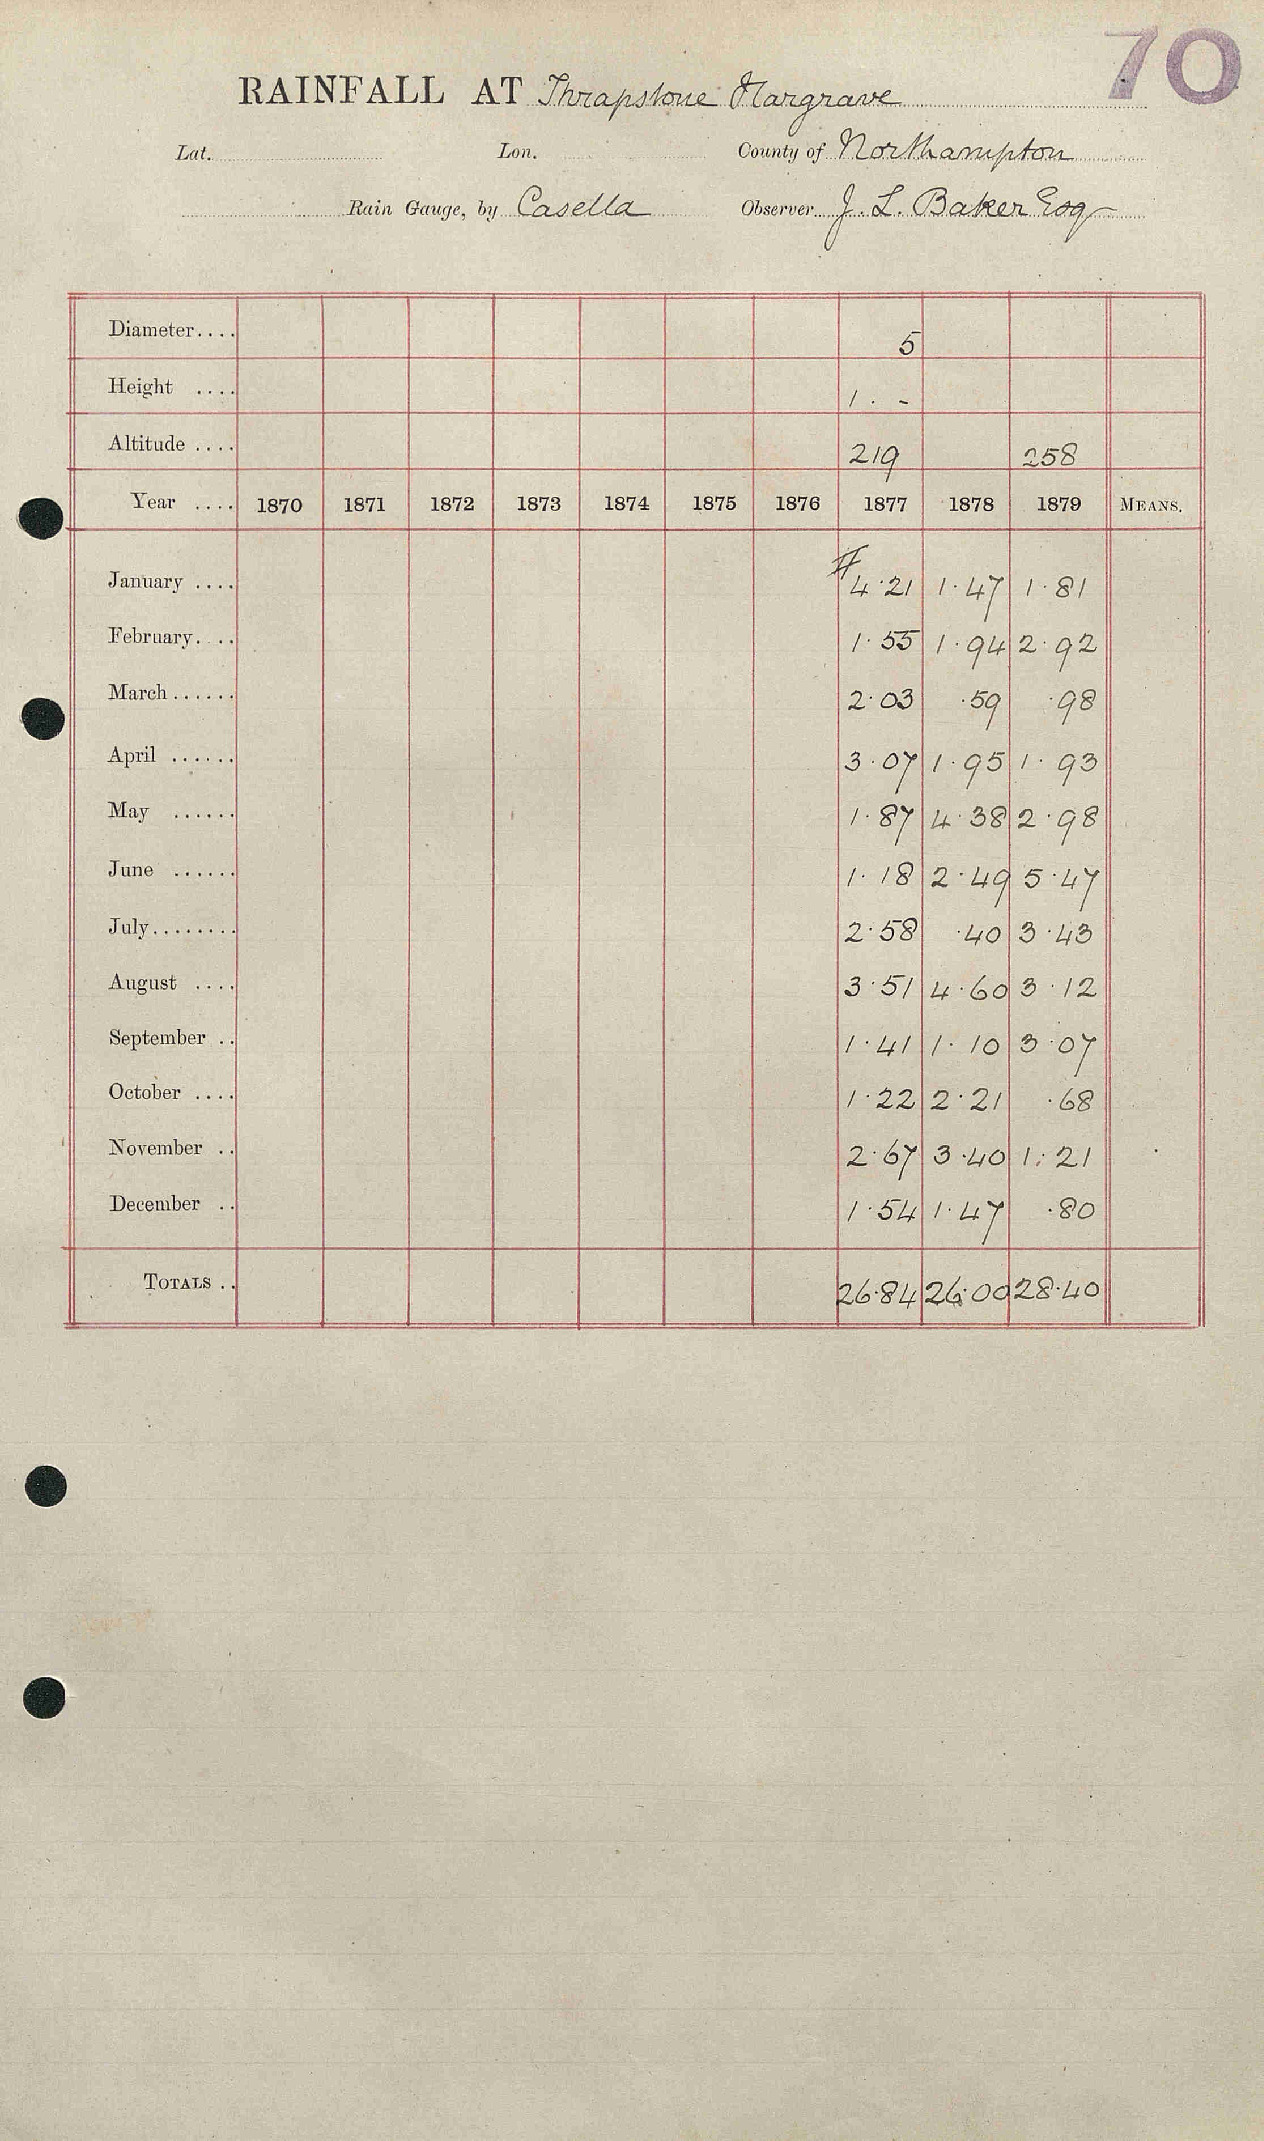 70
RAINFALL AT Thrapstone Hargrave
Lat. Lon. County of Northampton
Rain Gauge, by Casella Observer J. L. Baker Esq
Diameter.... 5
Height .... 1 . -
Altitude .... 219 258
Year .... 1870 1871 1872 1873 1874 1875 1876 1877 1878 1879 MEANS.
January .... # 4.21 1.47 1.81
February.... 1.55 1.94 2.92
March...... 2.03 .59 .98
April ...... 3.07 1.95 1.93
May ...... 1.87 4.38 2.98
June ...... 1.18 2.49 5.47
July........ 2.58 .40 3.43
August .... 3.51 4.60 3.12
September .. 1.41 1.10 3.07
October .... 1.22 2.21 .68
November .. 2.67 3.40 1.21
December .. 1.54 1.47 .80
TOTALS .. 26.84 26.00 28.40